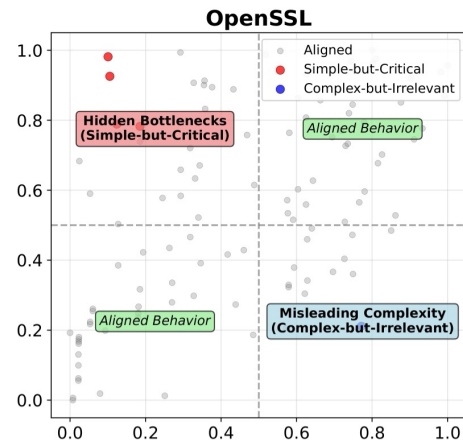 OpenSSL
Aligned
Simple-but-Critical
Complex-but-Irrelevant
Hidden Bottlenecks
(Simple-but-Critical)
Aligned Behavior
Aligned Behavior
Misleading Complexity
(Complex-but-Irrelevant)
1.0
0.8
0.6
0.4
0.2
0.0
0.0 0.2 0.4 0.6 0.8 1.0